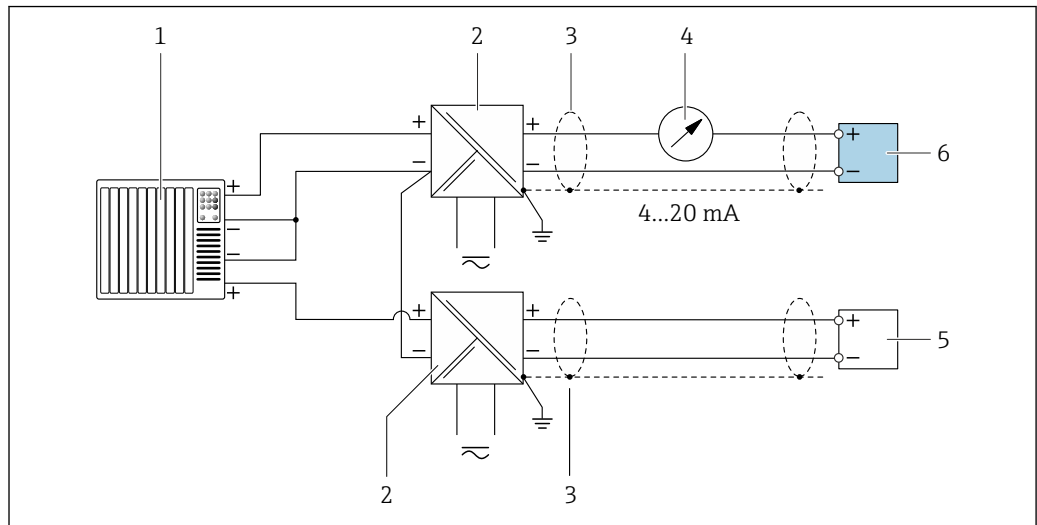 1 2 3 4
+ +
+ 6
− − −
+ 4...20 mA
−
−
+
+ + +
5
− − −
2 3